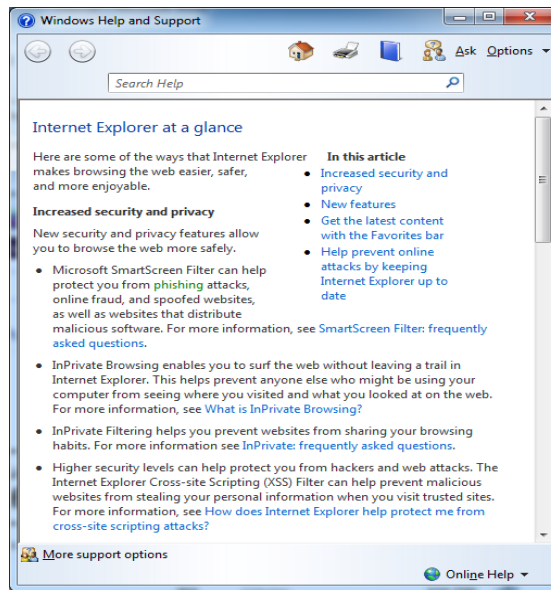 Windows Help and Support
Ask Options
Search Help
Internet Explorer at a glance
Here are some of the ways that Internet Explorer
makes browsing the web easier, safer,
and more enjoyable.
In this article
• Increased security and
privacy
• New features
• Get the latest content
with the Favorites bar
• Help prevent online
attacks by keeping
Internet Explorer up to
date
Increased security and privacy
New security and privacy features allow
you to browse the web more safely.
• Microsoft SmartScreen Filter can help
protect you from phishing attacks,
online fraud, and spoofed websites,
as well as websites that distribute
malicious software. For more information, see SmartScreen Filter: frequently
asked questions.
• InPrivate Browsing enables you to surf the web without leaving a trail in
Internet Explorer. This helps prevent anyone else who might be using your
computer from seeing where you visited and what you looked at on the web.
For more information, see What is InPrivate Browsing?
• InPrivate Filtering helps you prevent websites from sharing your browsing
habits. For more information see InPrivate: frequently asked questions.
• Higher security levels can help protect you from hackers and web attacks. The
Internet Explorer Cross-site Scripting (XSS) Filter can help prevent malicious
websites from stealing your personal information when you visit trusted sites.
For more information, see How does Internet Explorer help protect me from
cross-site scripting attacks?
More support options
Online Help